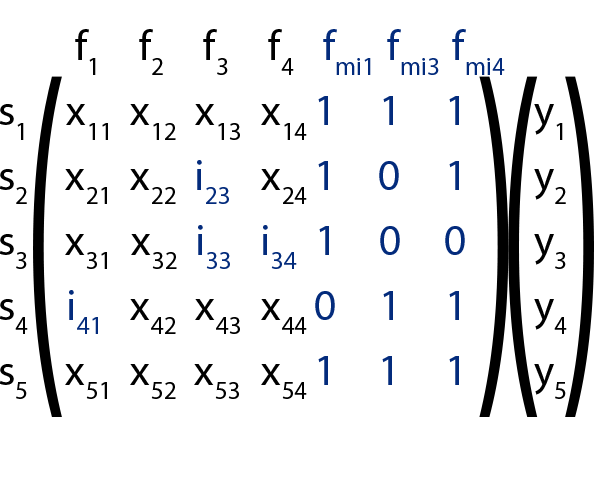 f1 f2 f3 f4 fmi1 fmi3 fmi4
s1 x11 x12 x13 x14 1 1 1 y1
s2 x21 x22 i23 x24 1 0 1 y2
s3 x31 x32 i33 i34 1 0 0 y3
s4 i41 x42 x43 x44 0 1 1 y4
s5 x51 x52 x53 x54 1 1 1 y5